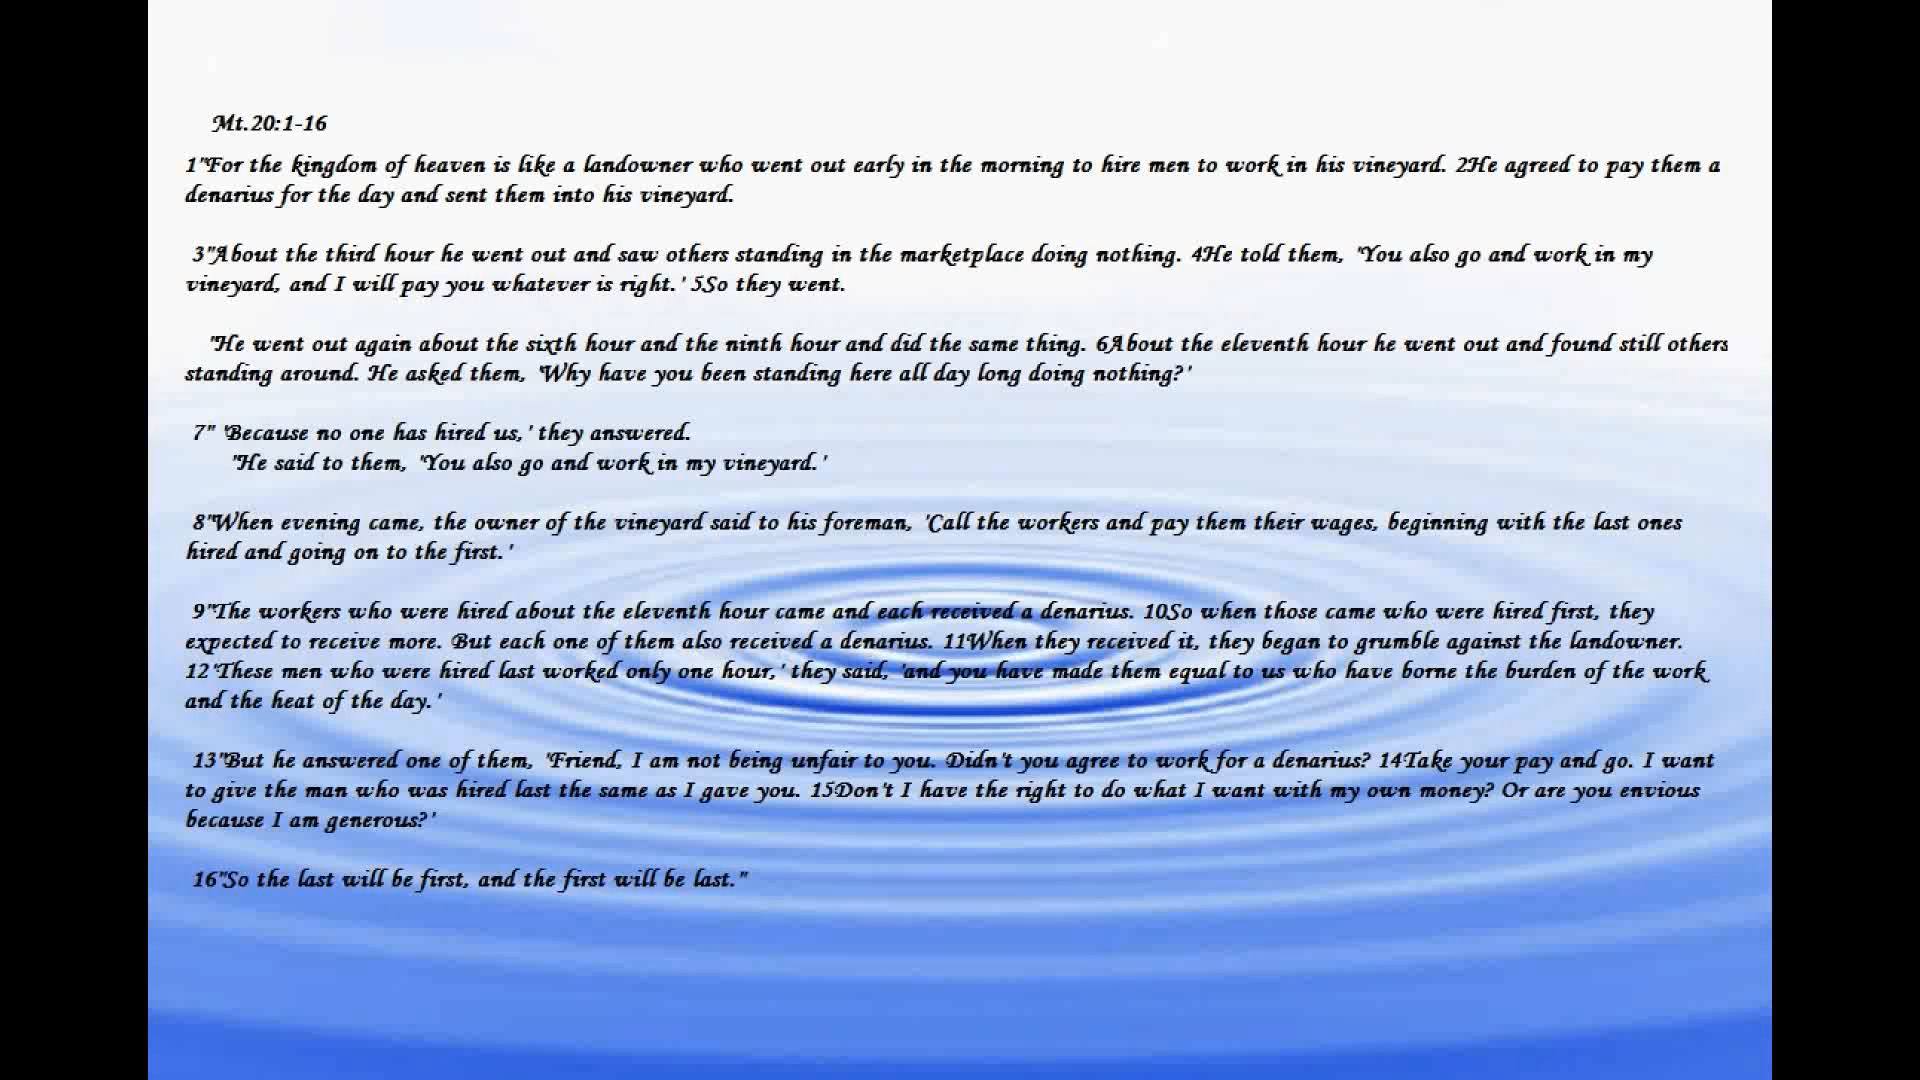 Mt.20:1-16
1"For the kingdom of heaven is like a landowner who went out early in the morning to hire men to work in his vineyard. 2He agreed to pay them a
denarius for the day and sent them into his vineyard.
3"About the third hour he went out and saw others standing in the marketplace doing nothing. 4He told them, 'You also go and work in my
vineyard, and I will pay you whatever is right.' 5So they went.
"He went out again about the sixth hour and the ninth hour and did the same thing. 6About the eleventh hour he went out and found still others
standing around. He asked them, 'Why have you been standing here all day long doing nothing?'
7" 'Because no one has hired us,' they answered.
"He said to them, 'You also go and work in my vineyard.'
8"When evening came, the owner of the vineyard said to his foreman, 'Call the workers and pay them their wages, beginning with the last ones
hired and going on to the first.'
9"The workers who were hired about the eleventh hour came and each received a denarius. 10So when those came who were hired first, they
expected to receive more. But each one of them also received a denarius. 11When they received it, they began to grumble against the landowner.
12'These men who were hired last worked only one hour,' they said, 'and you have made them equal to us who have borne the burden of the work
and the heat of the day.'
13"But he answered one of them, 'Friend, I am not being unfair to you. Didn't you agree to work for a denarius? 14Take your pay and go. I want
to give the man who was hired last the same as I gave you. 15Don't I have the right to do what I want with my own money? Or are you envious
because I am generous?'
16"So the last will be first, and the first will be last."